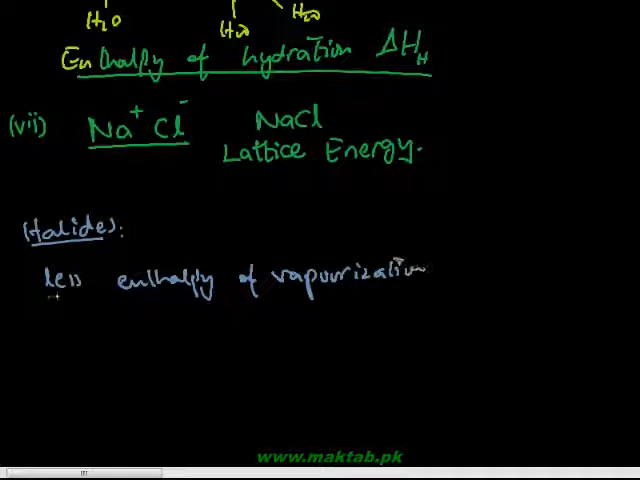 H₂O H₂O H₂O
Enthalpy of hydration ΔH_H
(vii) Na⁺ Cl⁻ NaCl
Lattice Energy.
Halides:
less enthalpy of vapourization
www.maktab.pk